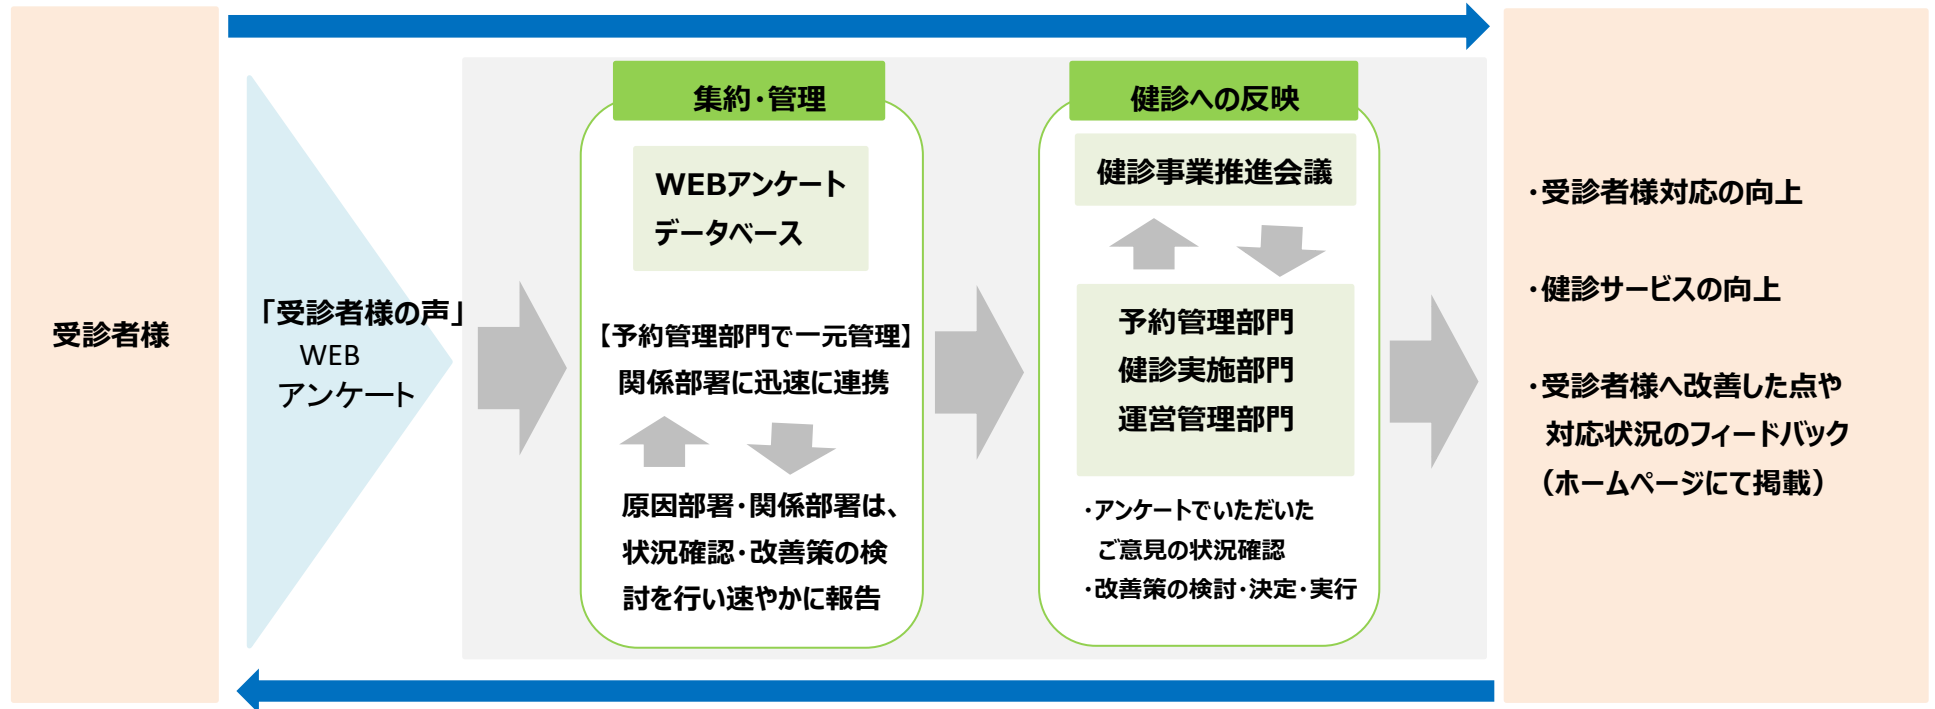 受診者様
「受診者様の声」
WEB
アンケート
集約・管理
WEBアンケート
データベース
【予約管理部門で一元管理】
関係部署に迅速に連携
原因部署・関係部署は、
状況確認・改善策の検
討を行い速やかに報告
健診への反映
健診事業推進会議
予約管理部門
健診実施部門
運営管理部門
・アンケートでいただいた
ご意見の状況確認
・改善策の検討・決定・実行
・受診者様対応の向上
・健診サービスの向上
・受診者様へ改善した点や
対応状況のフィードバック
（ホームページにて掲載）